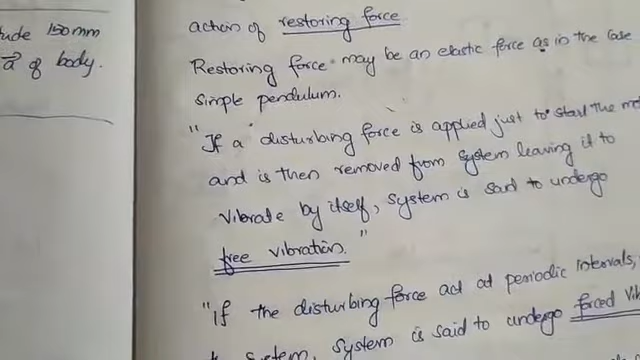 tude 150mm
a of body.
action of restoring force
Restoring force may be an elastic force as in the case
simple pendulum.
"If a disturbing force is applied just to start the
and is then removed from system leaving it to
vibrate by itself, system is said to undergo
free vibration."
"If the disturbing force act at periodic intervals,
system, system is said to undergo forced